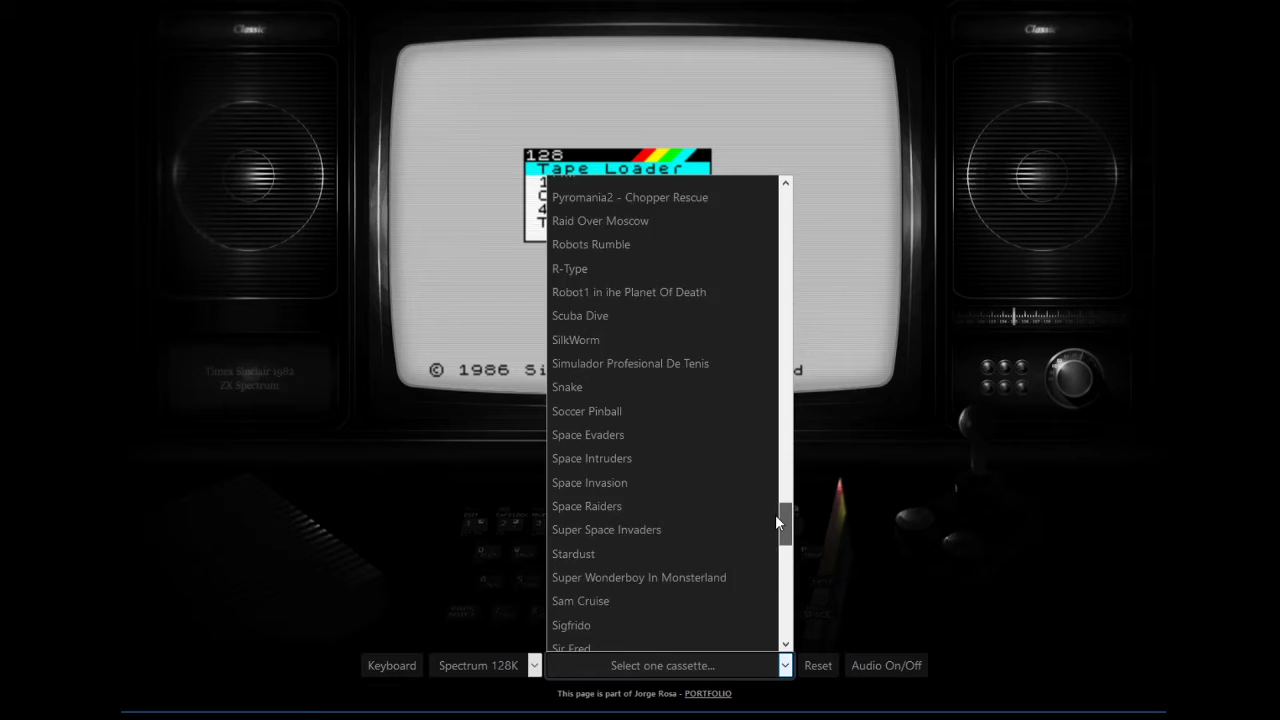 Classic
Classic
128
Tape Loader
Pyromania2 - Chopper Rescue
Raid Over Moscow
Robots Rumble
R-Type
Robot1 in ihe Planet Of Death
Scuba Dive
SilkWorm
Simulador Profesional De Tenis
Snake
Soccer Pinball
Space Evaders
Space Intruders
Space Invasion
Space Raiders
Super Space Invaders
Stardust
Super Wonderboy In Monsterland
Sam Cruise
Sigfrido
Sir Fred
Timex Sinclair 1982
ZX Spectrum
© 1986 Si
d
Keyboard
Spectrum 128K
Select one cassette...
Reset
Audio On/Off
This page is part of Jorge Rosa - PORTFOLIO